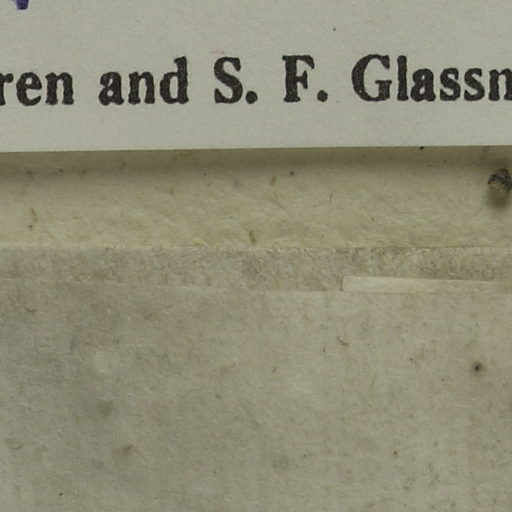 ren and S. F. Glassn